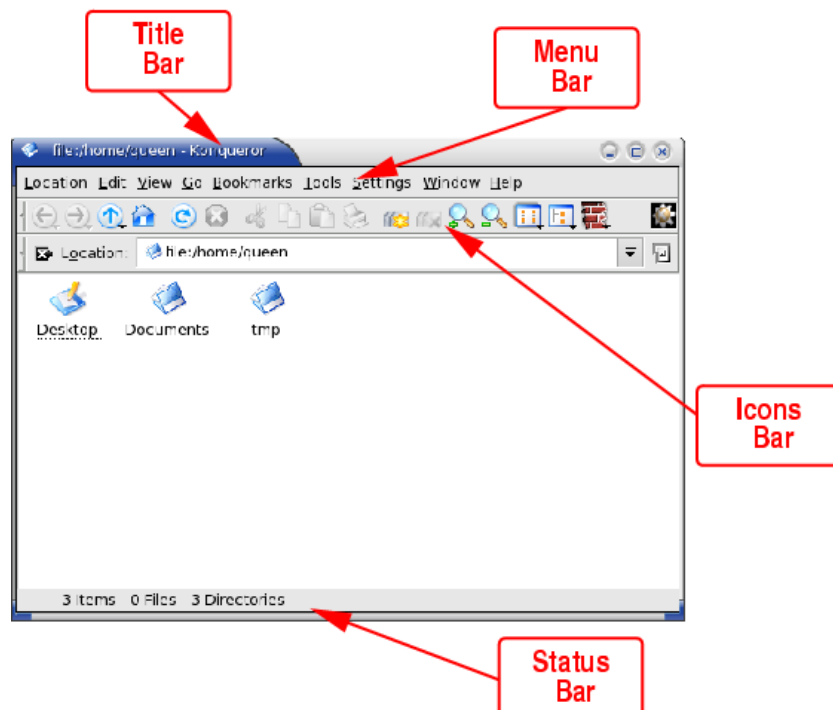 Title
Bar
Menu
Bar
file:/home/queen - Konqueror
Location Edit View Go Bookmarks Tools Settings Window Help
Location: file:/home/queen
Desktop Documents tmp
Icons
Bar
3 Items 0 Files 3 Directories
Status
Bar